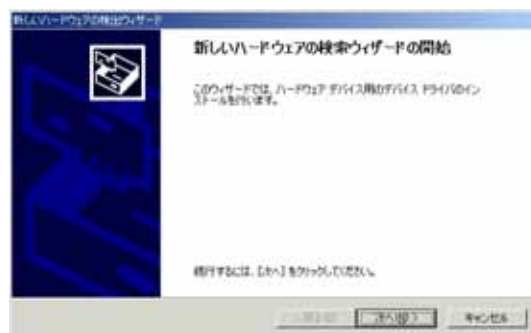 新しいハードウェアの検出ウィザード
新しいハードウェアの検索ウィザードの開始
このウィザードでは、ハードウェア デバイス用のデバイス ドライバのイン
ストールを行います。
続行するには、[次へ] をクリックしてください。
次へ(N) >
キャンセル